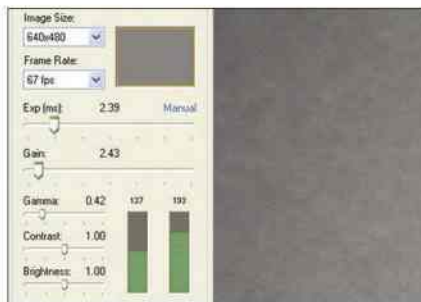 Image Size:
640x480
Frame Rate:
67 fps
Exp (ms): 2.39 Manual
Gain: 2.43
Gamma: 0.42 137 193
Contrast: 1.00
Brightness: 1.00